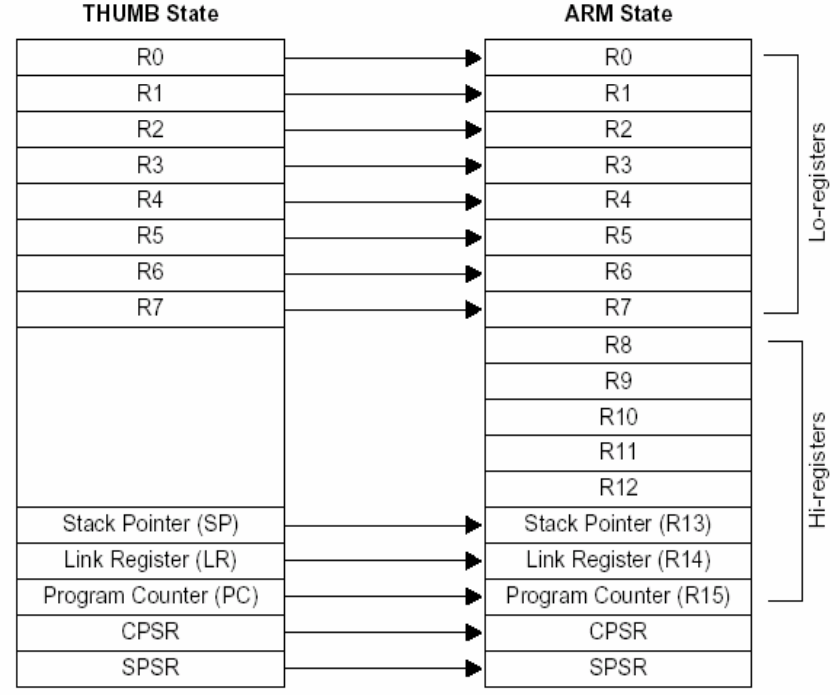 THUMB State
ARM State
R0
R0
R1
R1
R2
R2
R3
R3
R4
R4
R5
R5
R6
R6
R7
R7
Lo-registers
R8
R9
R10
R11
R12
Stack Pointer (SP)
Stack Pointer (R13)
Link Register (LR)
Link Register (R14)
Program Counter (PC)
Program Counter (R15)
Hi-registers
CPSR
CPSR
SPSR
SPSR